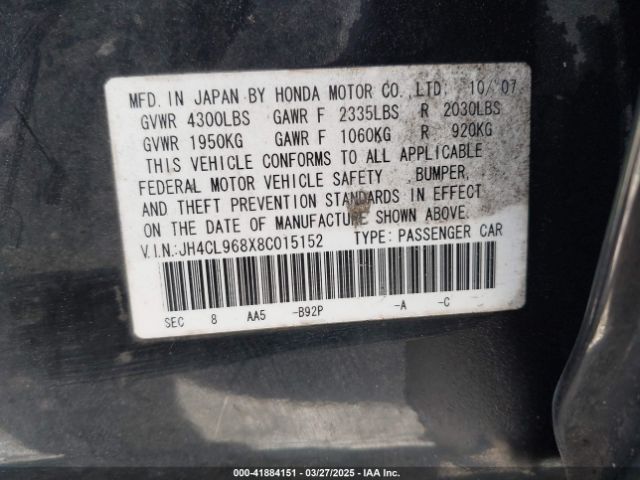 MFD. IN JAPAN BY HONDA MOTOR CO., LTD. 10/'07
GVWR 4300LBS GAWR F 2335LBS R 2030LBS
GVWR 1950KG GAWR F 1060KG R 920KG
THIS VEHICLE CONFORMS TO ALL APPLICABLE
FEDERAL MOTOR VEHICLE SAFETY , BUMPER,
AND THEFT PREVENTION STANDARDS IN EFFECT
ON THE DATE OF MANUFACTURE SHOWN ABOVE.
V.I.N.:JH4CL968X8C015152 TYPE: PASSENGER CAR
SEC 8 AA5 -B92P -A -C
000-41884151 | 03/27/2025 | IAA Inc.